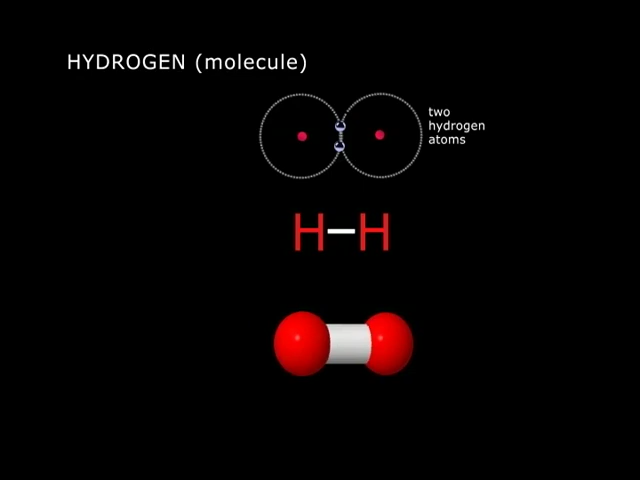 HYDROGEN (molecule)
two
hydrogen
atoms
H–H